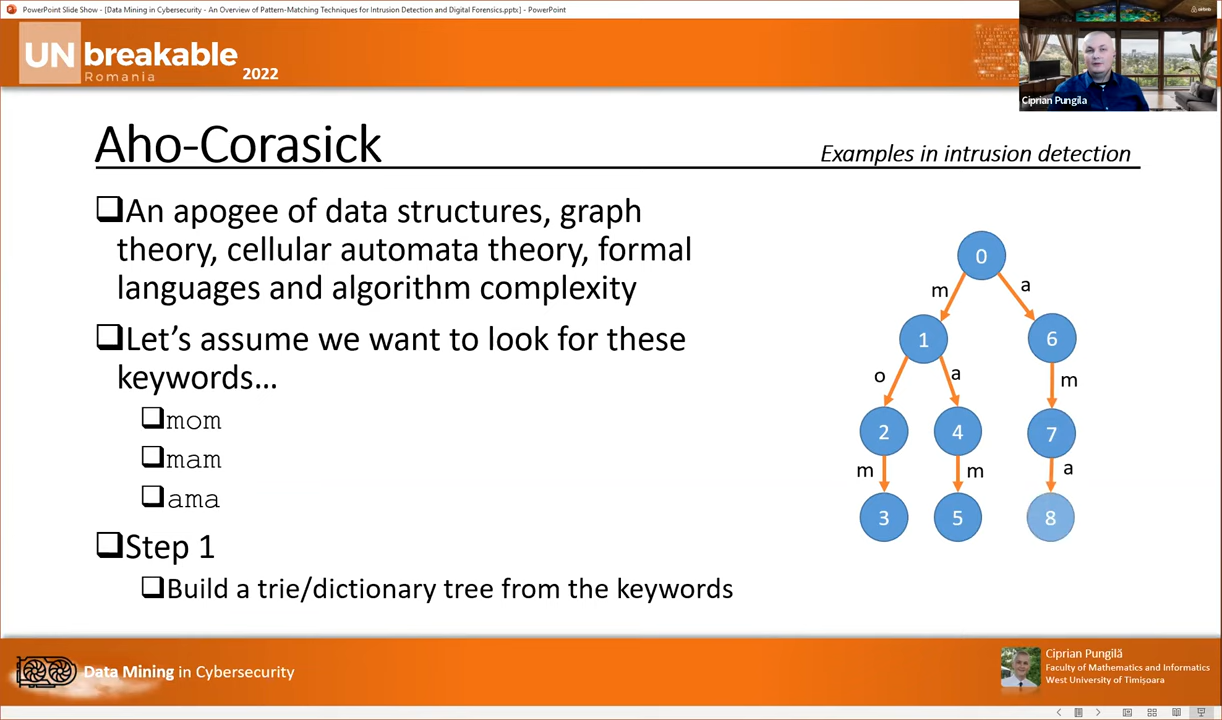 PowerPoint Slide Show - [Data Mining in Cybersecurity - An Overview of Pattern-Matching Techniques for Intrusion Detection and Digital Forensics.pptx] - PowerPoint
airbnb
UNbreakable
Romania
2022
Ciprian Pungila
Aho-Corasick
Examples in intrusion detection
An apogee of data structures, graph
theory, cellular automata theory, formal
languages and algorithm complexity
Let's assume we want to look for these
keywords...
mom
mam
ama
Step 1
Build a trie/dictionary tree from the keywords
0
m
a
1
6
o
a
m
2
4
7
m
m
a
3
5
8
Data Mining in Cybersecurity
Ciprian Pungilă
Faculty of Mathematics and Informatics
West University of Timișoara